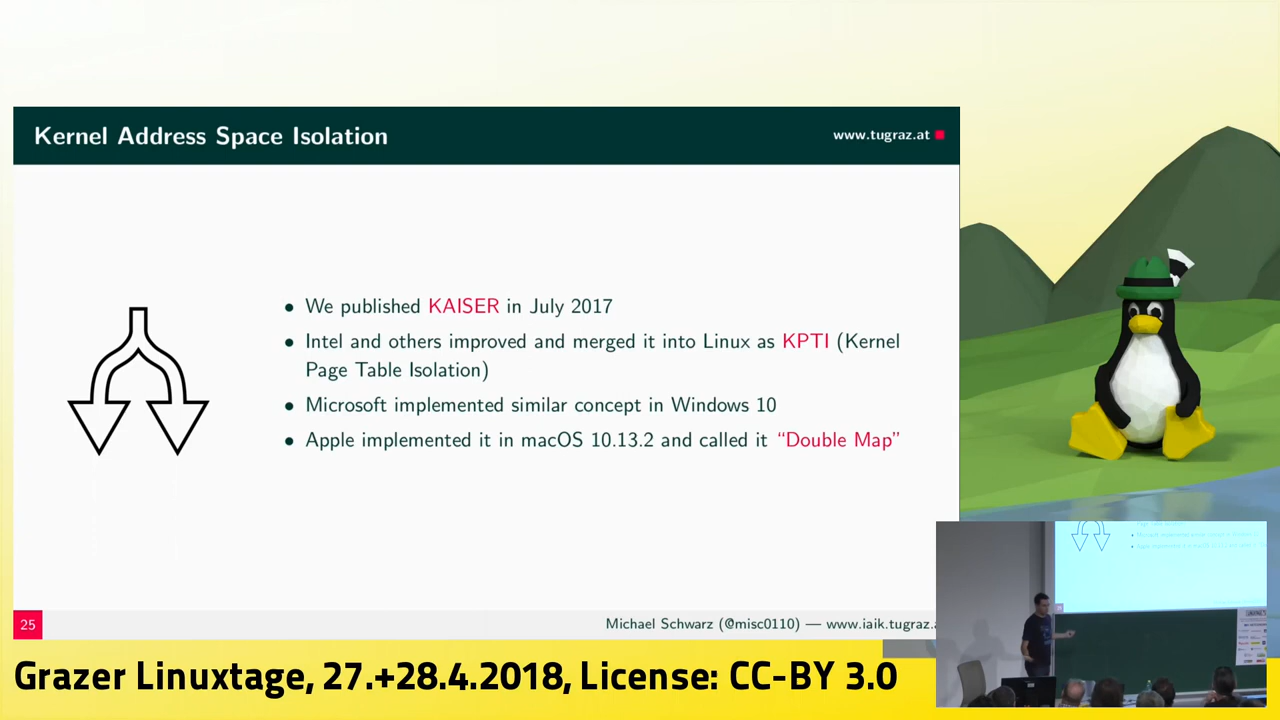 Kernel Address Space Isolation
www.tugraz.at
• We published KAISER in July 2017
• Intel and others improved and merged it into Linux as KPTI (Kernel
Page Table Isolation)
• Microsoft implemented similar concept in Windows 10
• Apple implemented it in macOS 10.13.2 and called it “Double Map”
25
Michael Schwarz (@misc0110) — www.iaik.tugraz.a
Grazer Linuxtage, 27.+28.4.2018, License: CC-BY 3.0